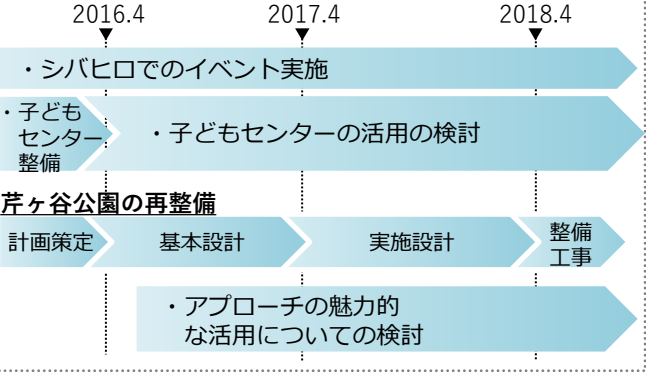 2016.4 2017.4 2018.4
・シバヒロでのイベント実施
・子ども
センター
整備
・子どもセンターの活用の検討
芹ヶ谷公園の再整備
計画策定 基本設計 実施設計 整備
工事
・アプローチの魅力的
な活用についての検討